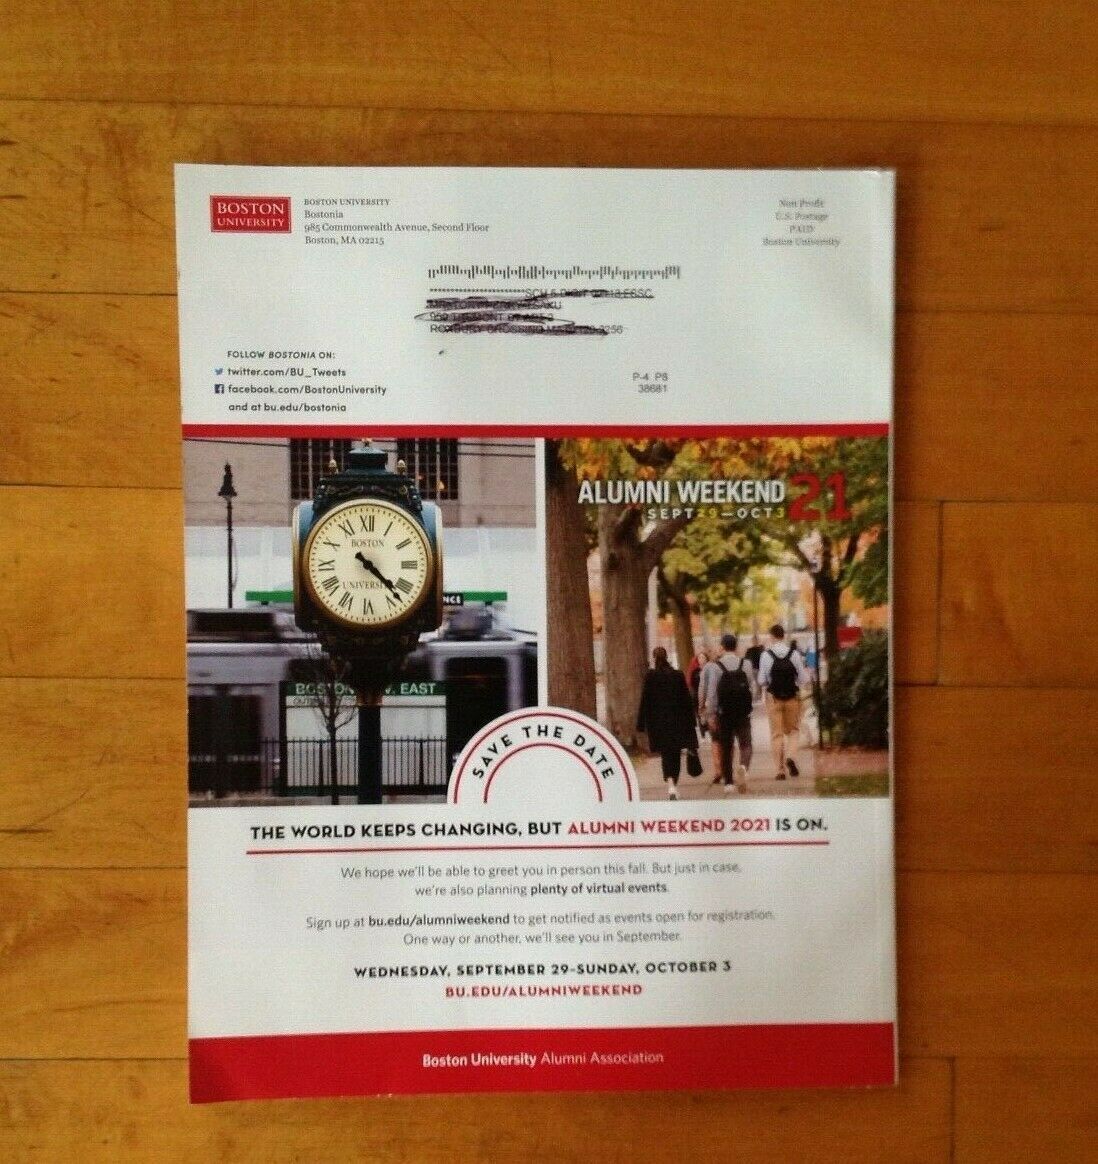 BOSTON
UNIVERSITY
BOSTON UNIVERSITY
Bostonia
985 Commonwealth Avenue, Second Floor
Boston, MA 02215
Non Profit
U.S. Postage
PAID
Boston University
FOLLOW BOSTONIA ON:
twitter.com/BU_Tweets
facebook.com/BostonUniversity
and at bu.edu/bostonia
P-4 P8
38681
ALUMNI WEEKEND 21
SEPT29—OCT3
XII
BOSTON
UNIVERSITY
BOSTON EAST
SAVE THE DATE
THE WORLD KEEPS CHANGING, BUT ALUMNI WEEKEND 2021 IS ON.
We hope we'll be able to greet you in person this fall. But just in case,
we're also planning plenty of virtual events.
Sign up at bu.edu/alumniweekend to get notified as events open for registration.
One way or another, we'll see you in September.
WEDNESDAY, SEPTEMBER 29–SUNDAY, OCTOBER 3
BU.EDU/ALUMNIWEEKEND
Boston University Alumni Association